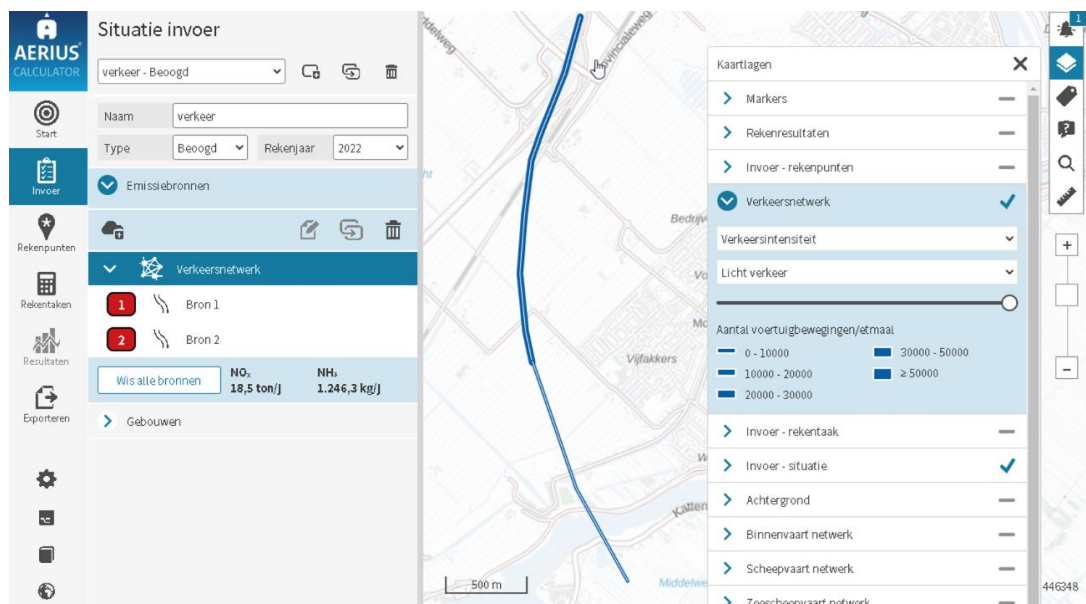 AERIUS
CALCULATOR
Start
Invoer
Rekenpunten
Rekentaken
Resultaten
Exporteren
Situatie invoer
verkeer - Beoogd
Naam
verkeer
Type
Beoogd
Rekenjaar
2022
Emissiebronnen
Verkeersnetwerk
1
Bron 1
2
Bron 2
Wis alle bronnen
NOₓ
18,5 ton/j
NH₃
1.246,3 kg/j
Gebouwen
Middelweg
Provincialeweg
Vijfakkers
Middelwe
500 m
Kaartlagen
Markers
Rekenresultaten
Invoer - rekenpunten
Verkeersnetwerk
Verkeersintensiteit
Licht verkeer
Aantal voertuigbewegingen/etmaal
0 - 10000
30000 - 50000
10000 - 20000
≥ 50000
20000 - 30000
Invoer - rekentaak
Invoer - situatie
Achtergrond
Binnenvaart netwerk
Scheepvaart netwerk
Zeescheepvaart netwerk
1
446348